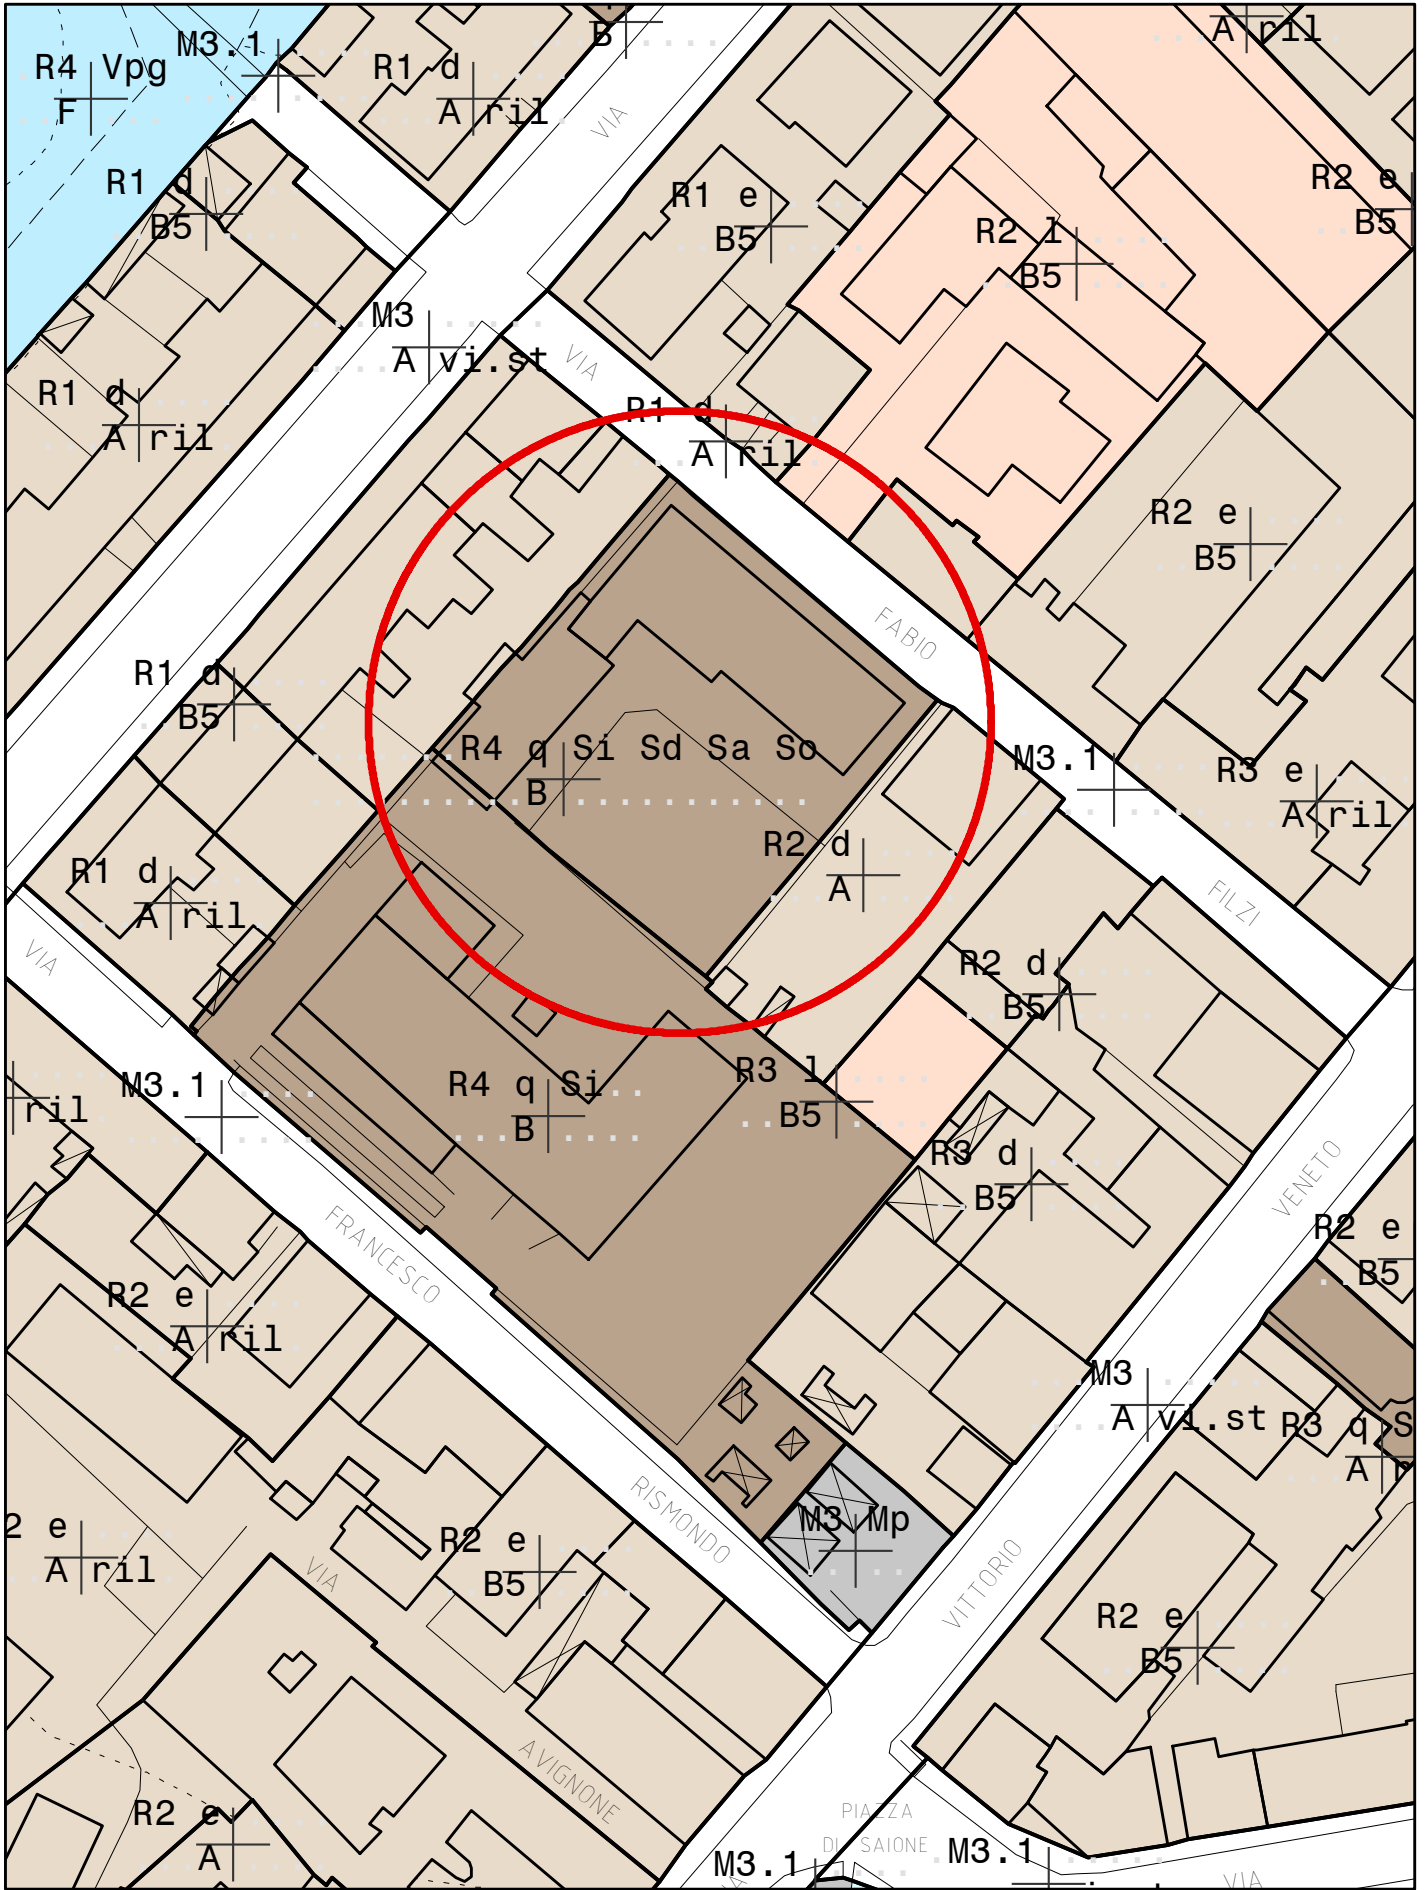 B
A ril
M3.1
R4 Vpg
F
R1 d
A ril
VIA
R1 d
B5
R1 e
B5
R2 e
B5
R2 l
B5
M3
A vi.st
VIA
R1 d
A ril
R1 d
A ril
R2 e
B5
FABIO
R1 d
B5
R4 q Si Sd Sa So
B
M3.1
R3 e
A ril
R2 d
A
R1 d
A ril
FILZI
VIA
R2 d
B5
M3.1
ril
R4 q Si
B
R3 l
B5
R3 d
B5
VENETO
FRANCESCO
R2 e
B5
R2 e
A ril
M3
A vi.st
R3 q S
A r
RISMONDO
M3 Mp
2 e
A ril
R2 e
B5
VIA
VITTORIO
R2 e
B5
AVIGNONE
R2 e
A
PIAZZA
DI SAIONE
M3.1
M3.1
VIA